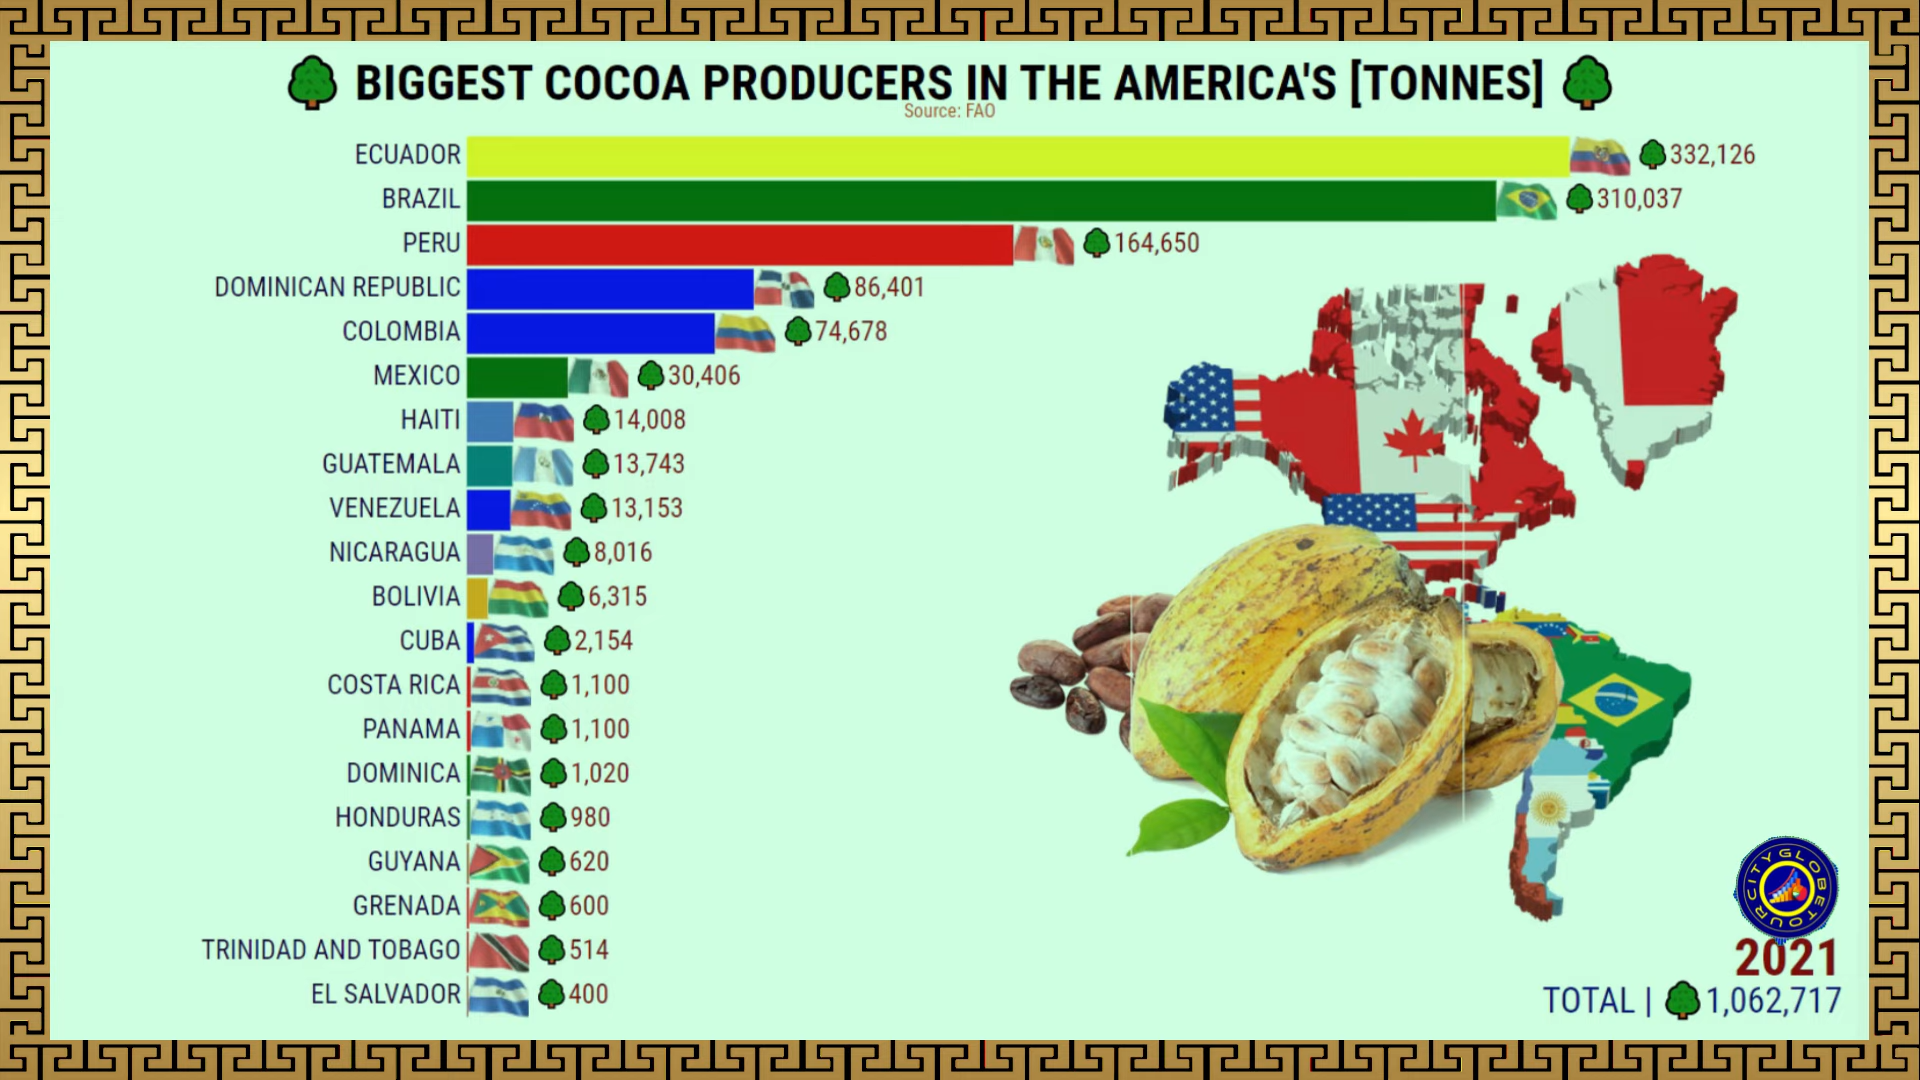 BIGGEST COCOA PRODUCERS IN THE AMERICA'S [TONNES]
Source: FAO
ECUADOR 332,126
BRAZIL 310,037
PERU 164,650
DOMINICAN REPUBLIC 86,401
COLOMBIA 74,678
MEXICO 30,406
HAITI 14,008
GUATEMALA 13,743
VENEZUELA 13,153
NICARAGUA 8,016
BOLIVIA 6,315
CUBA 2,154
COSTA RICA 1,100
PANAMA 1,100
DOMINICA 1,020
HONDURAS 980
GUYANA 620
GRENADA 600
TRINIDAD AND TOBAGO 514
EL SALVADOR 400
CITYGLOBETOUR
2021
TOTAL | 1,062,717